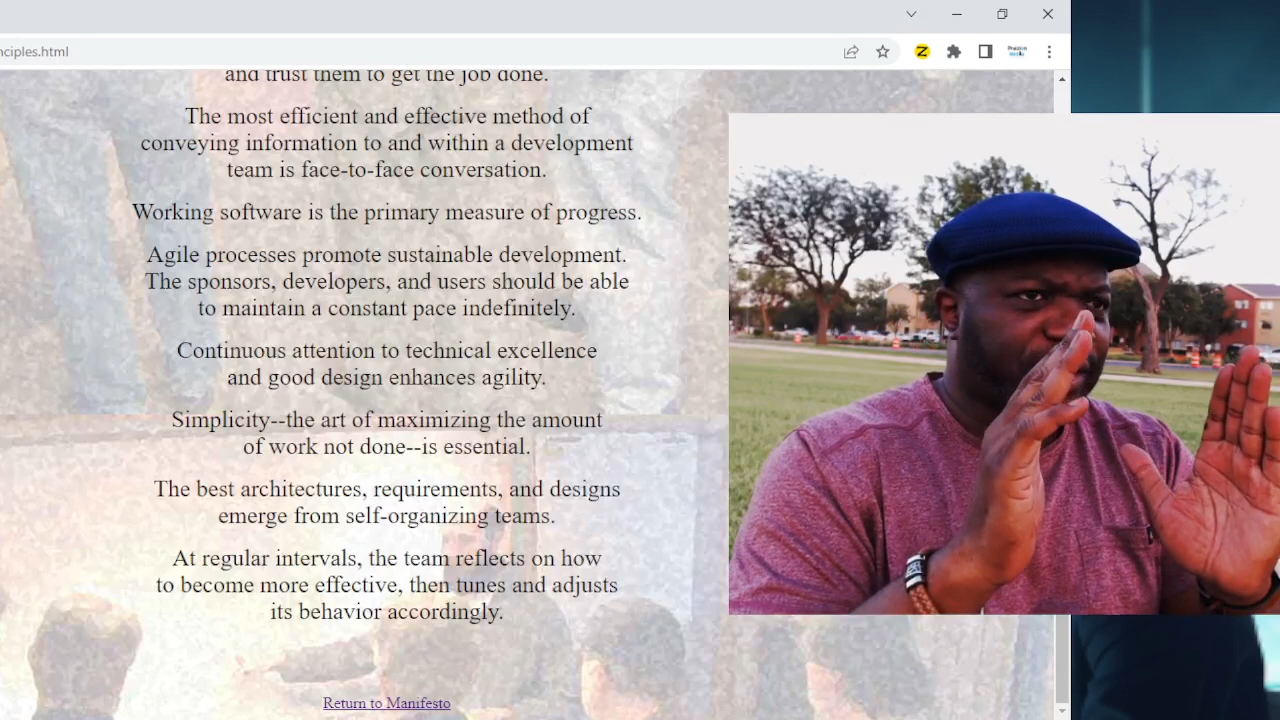 nciples.html
and trust them to get the job done.
The most efficient and effective method of
conveying information to and within a development
team is face-to-face conversation.
Working software is the primary measure of progress.
Agile processes promote sustainable development.
The sponsors, developers, and users should be able
to maintain a constant pace indefinitely.
Continuous attention to technical excellence
and good design enhances agility.
Simplicity--the art of maximizing the amount
of work not done--is essential.
The best architectures, requirements, and designs
emerge from self-organizing teams.
At regular intervals, the team reflects on how
to become more effective, then tunes and adjusts
its behavior accordingly.
Return to Manifesto